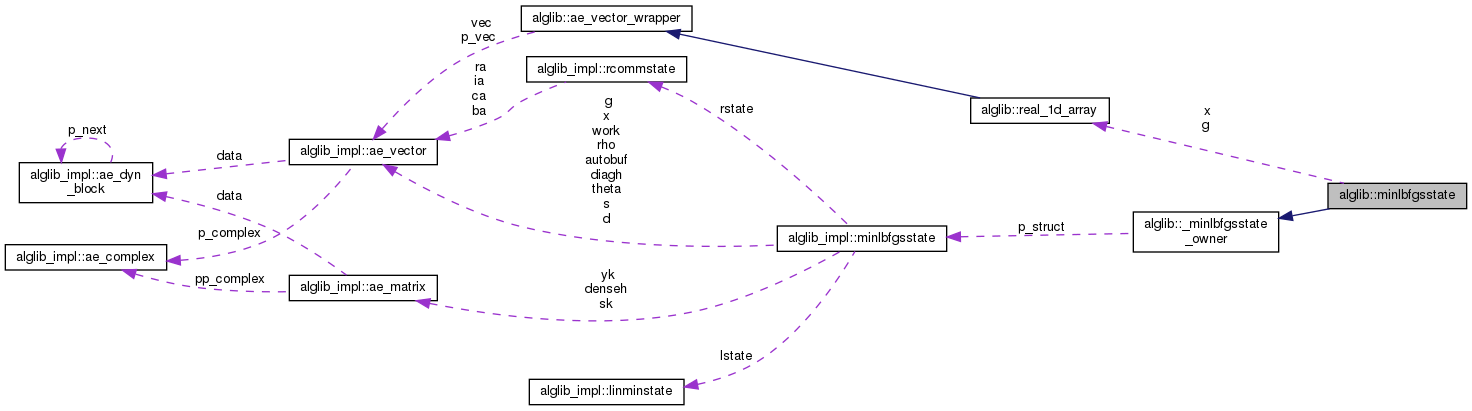 vec
p_vec
alglib::ae_vector_wrapper
ra
ia
ca
ba
alglib_impl::rcommstate
g
x
work
rho
autobuf
diagh
theta
s
d
rstate
alglib::real_1d_array
x
g
p_next
alglib_impl::ae_dyn
_block
data
alglib_impl::ae_vector
data
p_complex
alglib::minlbfgsstate
alglib::_minlbfgsstate
_owner
p_struct
alglib_impl::minlbfgsstate
alglib_impl::ae_complex
pp_complex
alglib_impl::ae_matrix
yk
denseh
sk
lstate
alglib_impl::linminstate